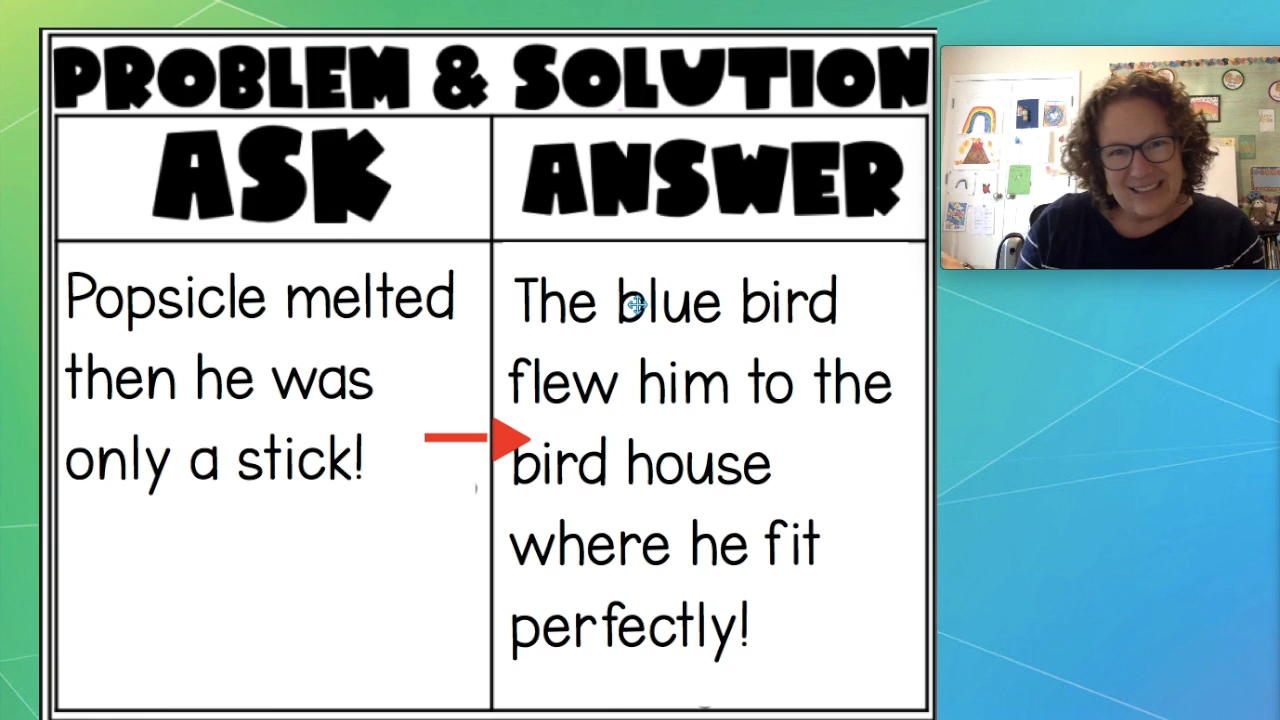 PROBLEM & SOLUTION
ASK
ANSWER
Popsicle melted
then he was
only a stick!
The blue bird
flew him to the
bird house
where he fit
perfectly!